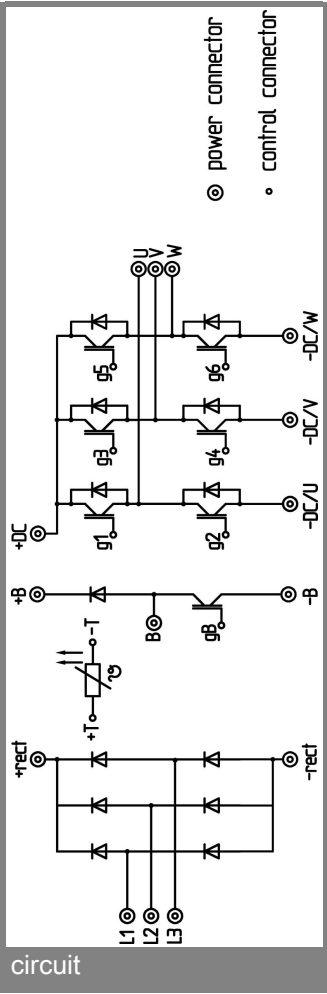 power connector
control connector
U
V
W
g5
g6
-DC/W
g3
g4
-DC/V
+DC
g1
g2
-DC/U
+B
B
gB
-B
-T
+T
ϑ
+rect
-rect
L1
L2
L3
circuit